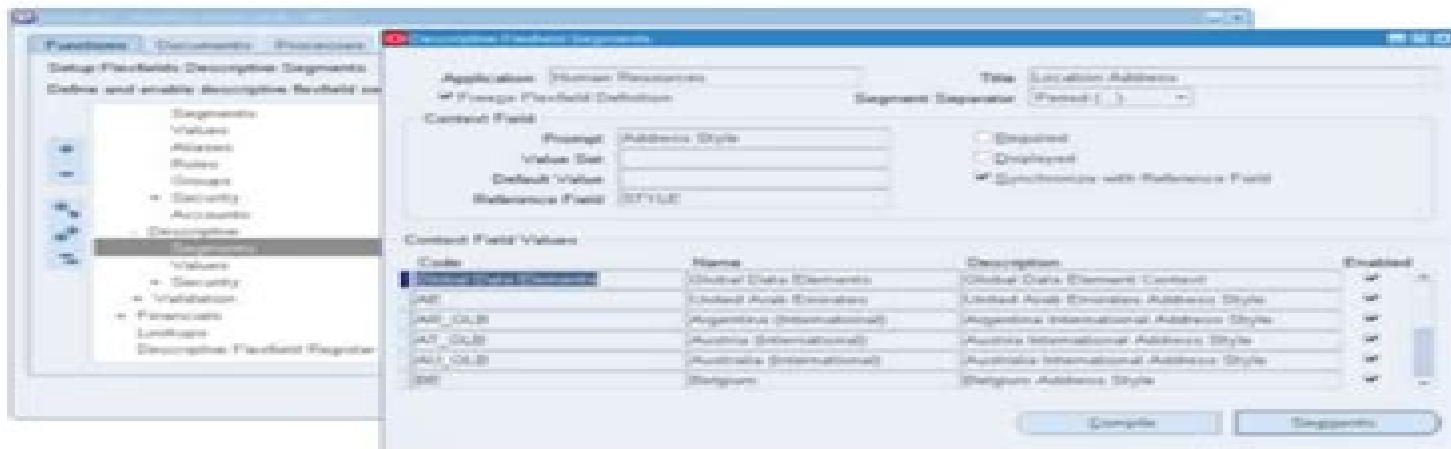 Functions Documents Processes
Setup Flexfields Descriptive Segments
Define and enable descriptive flexfield
Segments
Values
Aliases
Rules
Groups
+ Security
Accounts
- Descriptive
Segments
Values
+ Security
+ Validation
+ Financials
Lookups
Descriptive Flexfield Register
Descriptive Flexfield Segments
Application Human Resources
Title Location Address
Freeze Flexfield Definition
Segment Separator Period ( . )
Context Field
Prompt Address Style
Required
Value Set
Displayed
Default Value
Synchronize with Reference Field
Reference Field STYLE
Context Field Values
Code Name Description Enabled
Global Data Elements Global Data Elements Global Data Element Context
AE United Arab Emirates United Arab Emirates Address Style
AR_GLB Argentina (International) Argentina International Address Style
AT_GLB Austria (International) Austria International Address Style
AU_GLB Australia (International) Australia International Address Style
BE Belgium Belgium Address Style
Compile
Segments